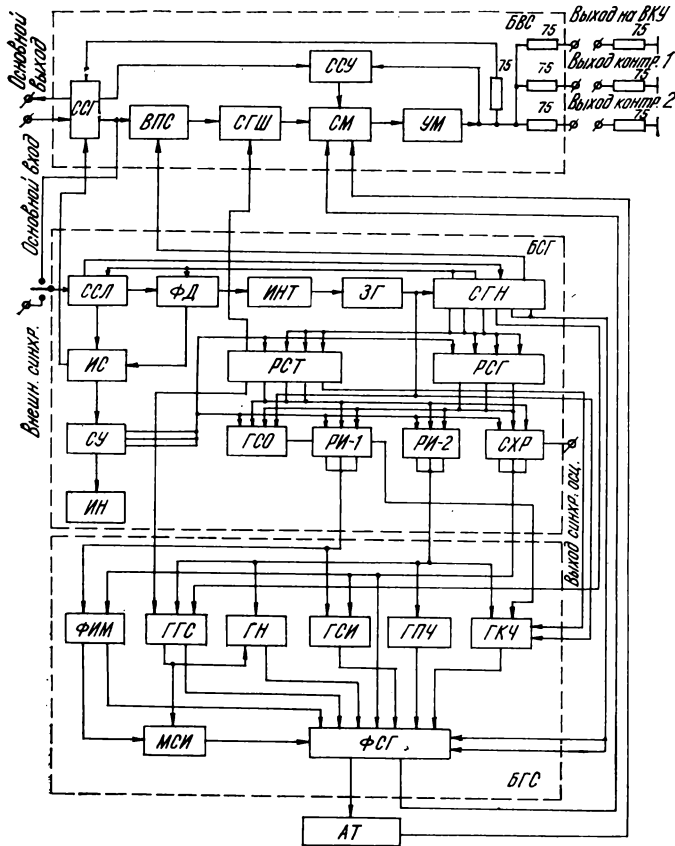 Основной выход
Основной вход
Внешн. синхр.
БВС
Выход на ВКУ
75
75
Выход контр. 1
75
75
Выход контр. 2
75
75
75
ССГ
ССУ
ВПС
СГШ
СМ
УМ
БСГ
ССЛ
ФД
ИНТ
ЗГ
СГН
ИС
РСТ
РСГ
СУ
ГСО
РИ-1
РИ-2
СХР
ИН
Выход синхр. осц.
ФИМ
ГГС
ГН
ГСИ
ГПЧ
ГКЧ
МСИ
ФСГ
БГС
АТ